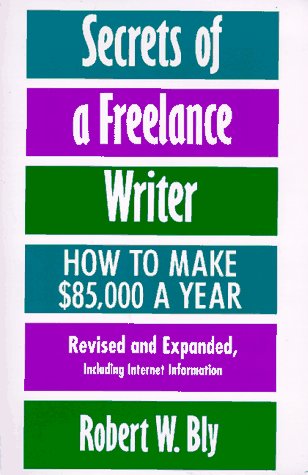 Secrets of
a Freelance
Writer
HOW TO MAKE
$85,000 A YEAR
Revised and Expanded,
Including Internet Information
Robert W. Bly